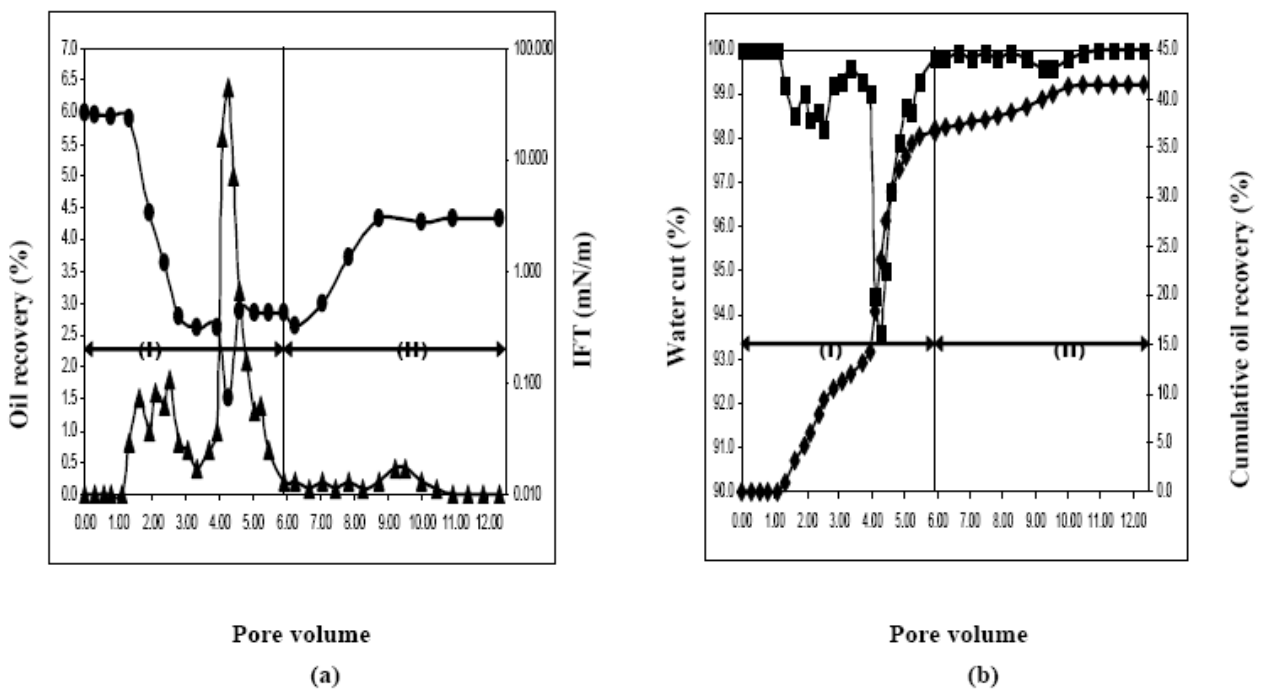 7.0
6.5
6.0
5.5
5.0
4.5
4.0
3.5
3.0
2.5
2.0
1.5
1.0
0.5
0.0
Oil recovery (%)
100.000
10.000
1.000
0.100
0.010
IFT (mN/m)
(I)
(II)
0.00 1.00 2.00 3.00 4.00 5.00 6.00 7.00 8.00 9.00 10.00 11.00 12.00
Pore volume
(a)
100.0
99.0
98.0
97.0
96.0
95.0
94.0
93.0
92.0
91.0
90.0
Water cut (%)
45.0
40.0
35.0
30.0
25.0
20.0
15.0
10.0
5.0
0.0
Cumulative oil recovery (%)
(I)
(II)
0.00 1.00 2.00 3.00 4.00 5.00 6.00 7.00 8.00 9.00 10.00 11.00 12.00
Pore volume
(b)